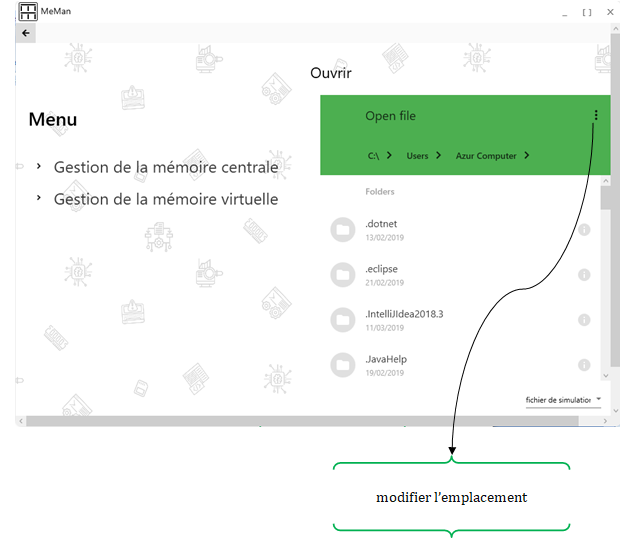 MeMan
Ouvrir
Menu
Gestion de la mémoire centrale
Gestion de la mémoire virtuelle
Open file
C:\ > Users > Azur Computer >
Folders
.dotnet
13/02/2019
.eclipse
21/02/2019
.IntelliJIdea2018.3
11/03/2019
.JavaHelp
19/02/2019
fichier de simulation
modifier l'emplacement